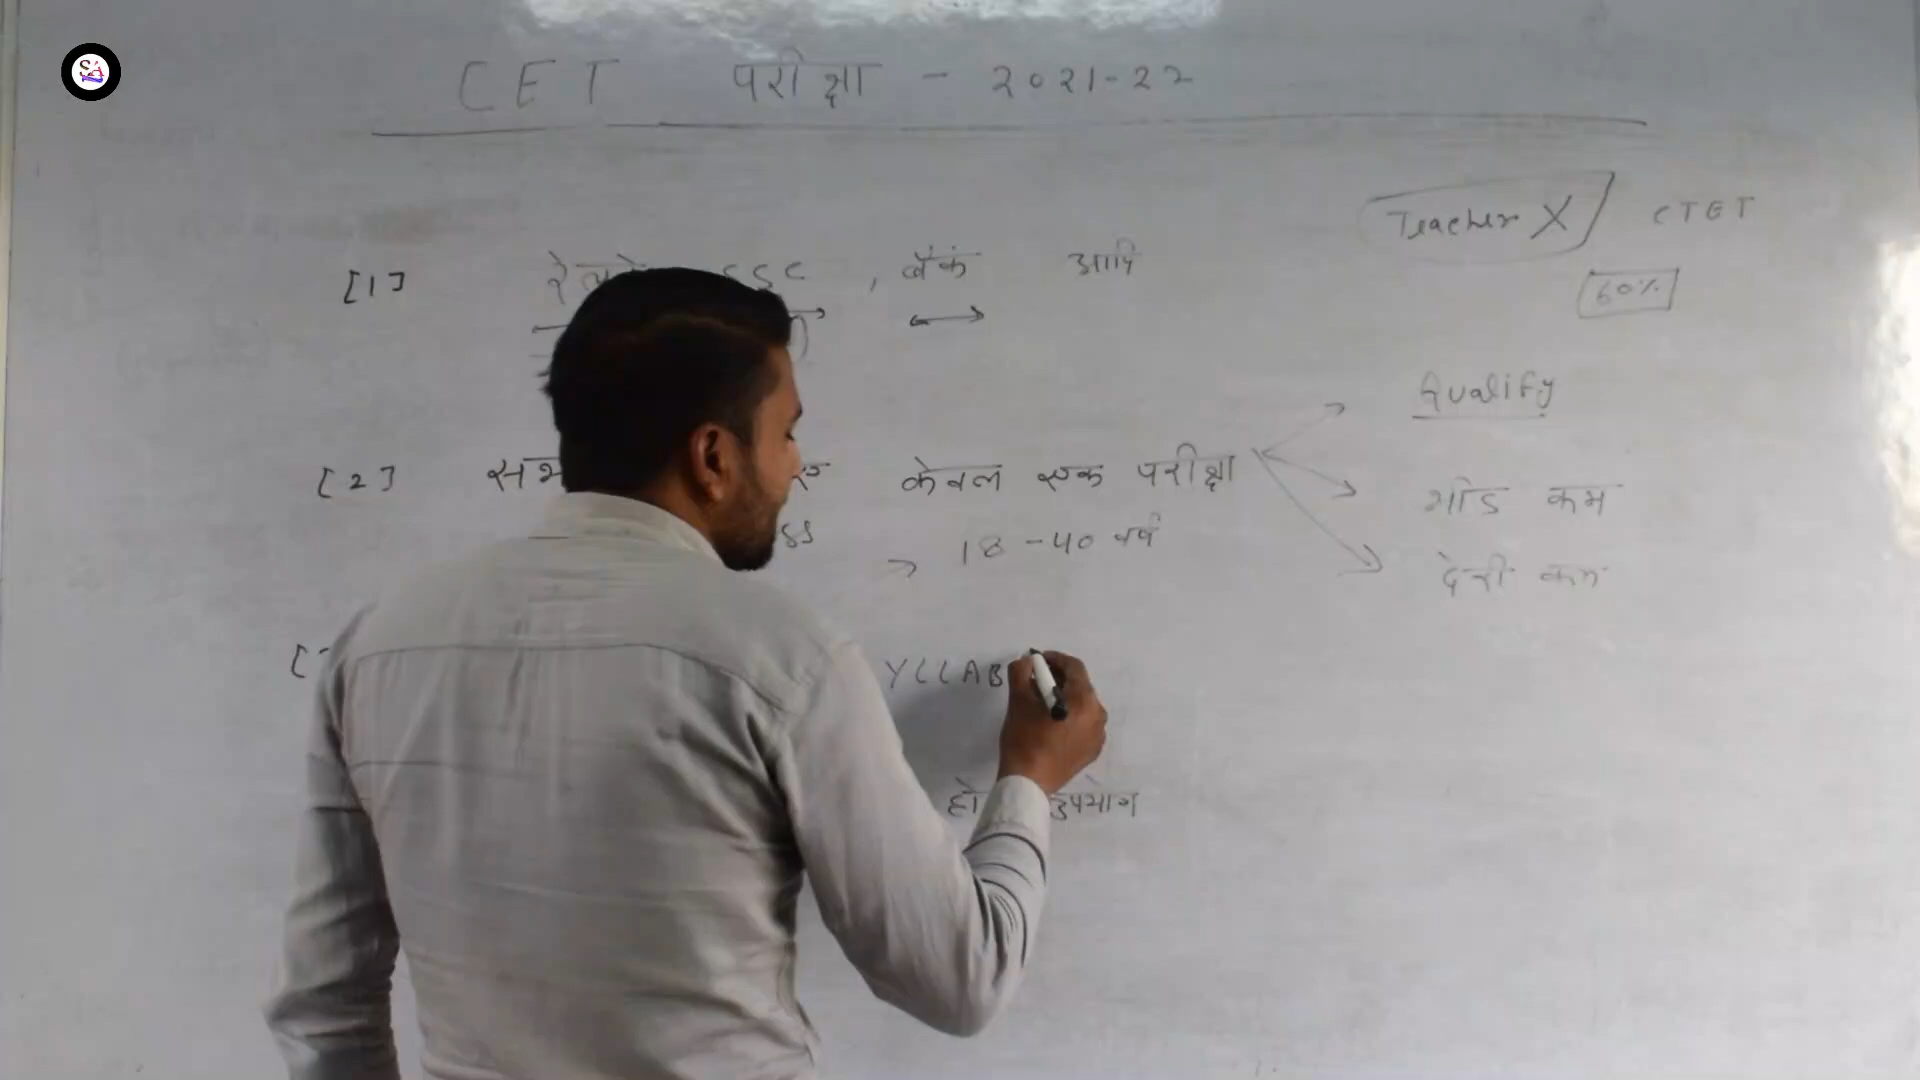 CET परीक्षा - 2021-22
Teacher X CTET
[1] SSC, बैंक आदि
60%
Qualify
[2] केवल एक परीक्षा
भीड कम
18-40 वर्ष
देरी कम
YLLAB
उपयोग